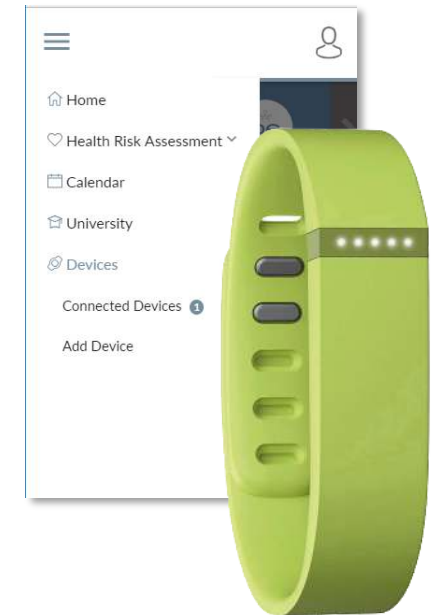 Home
Health Risk Assessment
Calendar
University
Devices
Connected Devices 1
Add Device